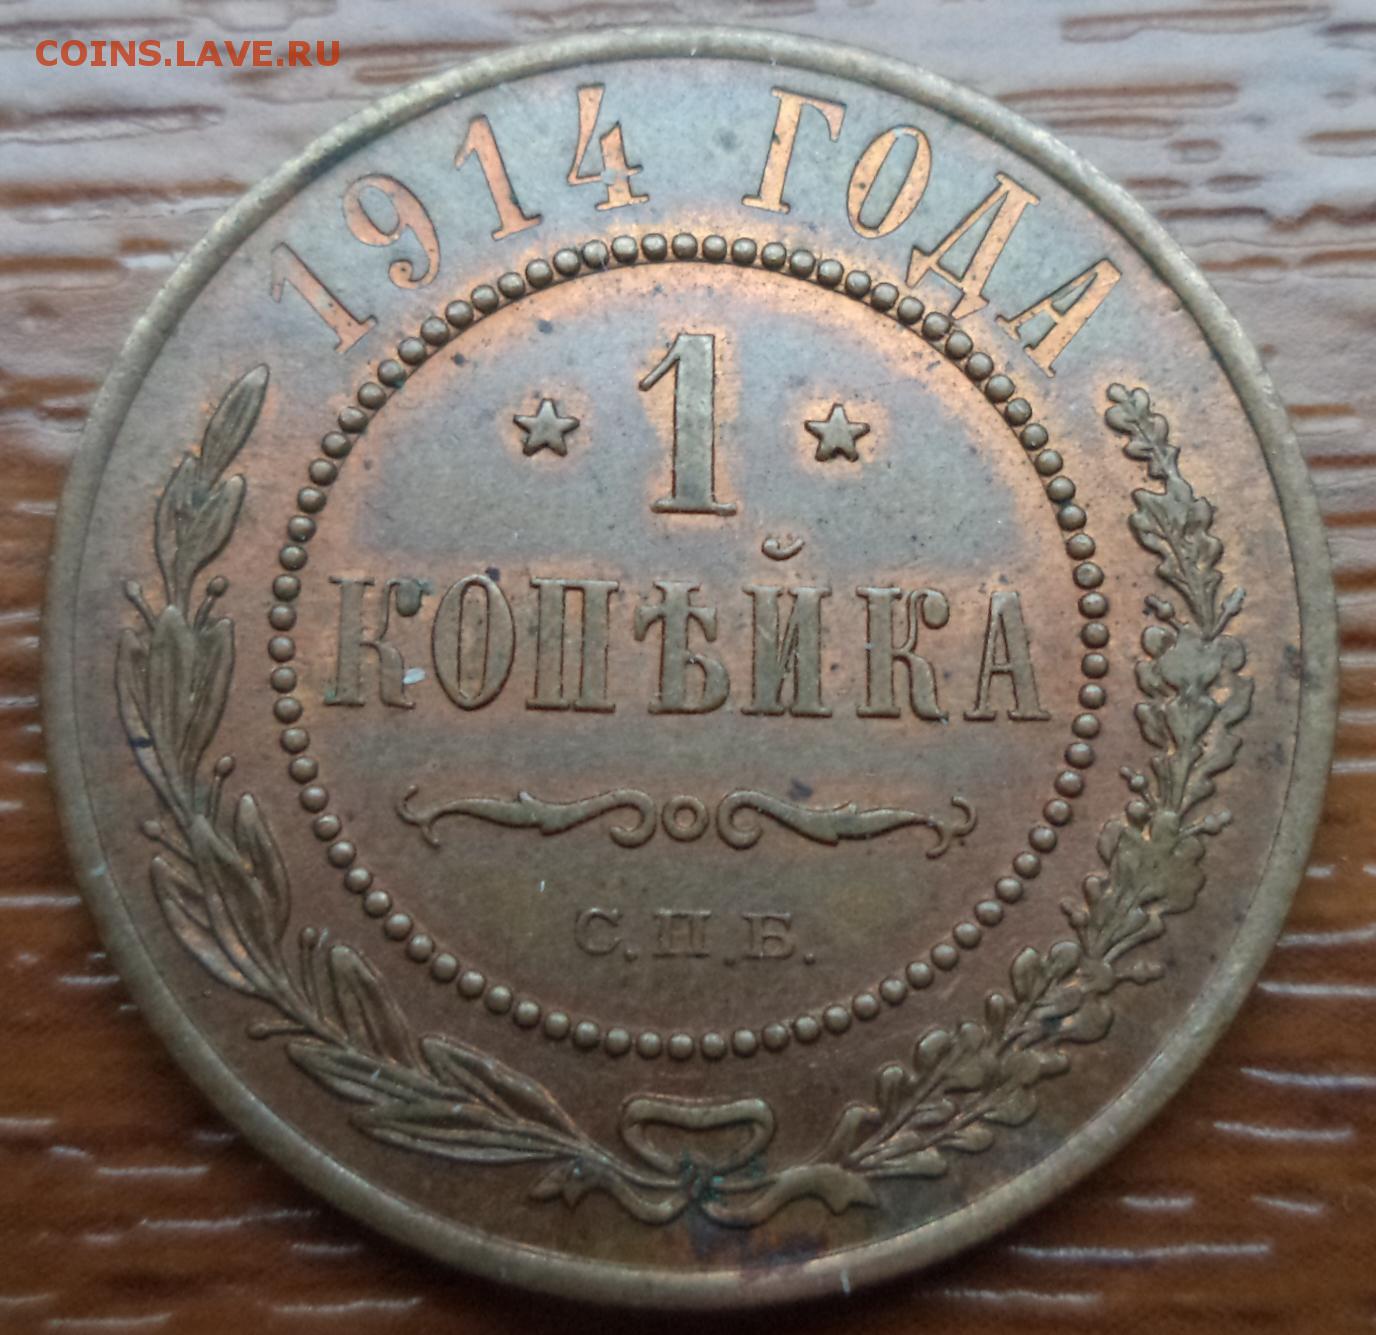 COINS.LAVE.RU
1914 ГОДА
1
КОПѢЙКА
С.П.Б.